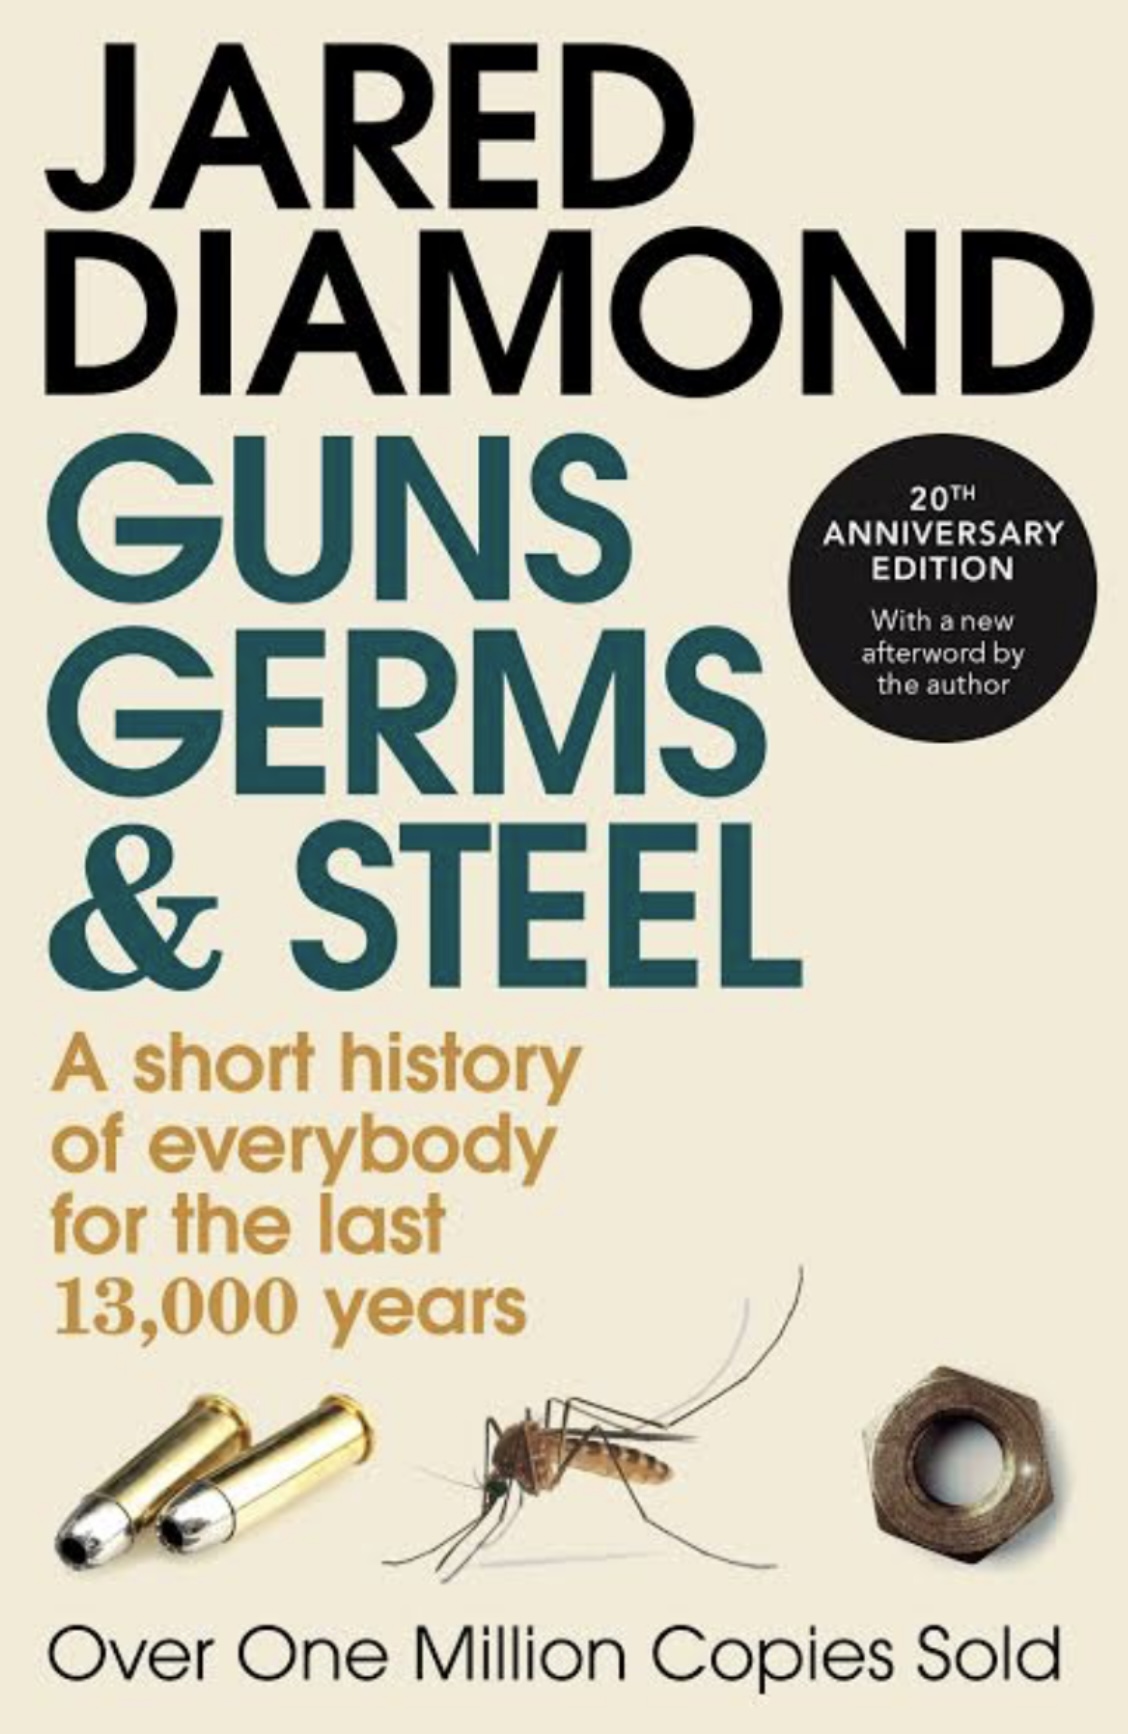 JARED
DIAMOND
GUNS
GERMS
& STEEL
20TH
ANNIVERSARY
EDITION
With a new
afterword by
the author
A short history
of everybody
for the last
13,000 years
Over One Million Copies Sold